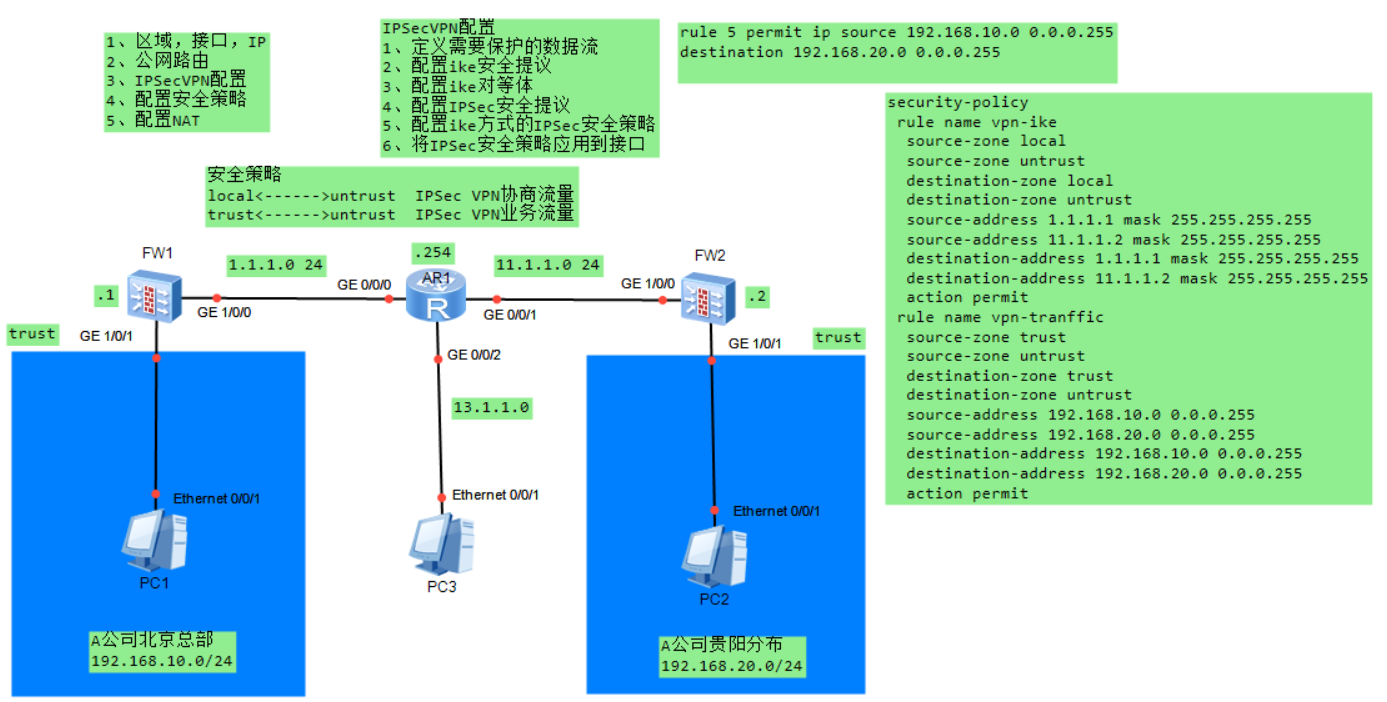 1、区域，接口，IP
2、公网路由
3、IPSecVPN配置
4、配置安全策略
5、配置NAT
IPSecVPN配置
1、定义需要保护的数据流
2、配置ike安全提议
3、配置ike对等体
4、配置IPSec安全提议
5、配置ike方式的IPSec安全策略
6、将IPSec安全策略应用到接口
rule 5 permit ip source 192.168.10.0 0.0.0.255
destination 192.168.20.0 0.0.0.255
安全策略
local<------>untrust  IPSec VPN协商流量
trust<------>untrust  IPSec VPN业务流量
security-policy
rule name vpn-ike
source-zone local
source-zone untrust
destination-zone local
destination-zone untrust
source-address 1.1.1.1 mask 255.255.255.255
source-address 11.1.1.2 mask 255.255.255.255
destination-address 1.1.1.1 mask 255.255.255.255
destination-address 11.1.1.2 mask 255.255.255.255
action permit
rule name vpn-tranffic
source-zone trust
source-zone untrust
destination-zone trust
destination-zone untrust
source-address 192.168.10.0 0.0.0.255
source-address 192.168.20.0 0.0.0.255
destination-address 192.168.10.0 0.0.0.255
destination-address 192.168.20.0 0.0.0.255
action permit
FW1
.1
1.1.1.0 24
GE 1/0/0
GE 0/0/0
.254
AR1
R
11.1.1.0 24
GE 0/0/1
GE 1/0/0
FW2
.2
trust
GE 1/0/1
GE 0/0/2
GE 1/0/1
trust
13.1.1.0
Ethernet 0/0/1
PC1
Ethernet 0/0/1
PC3
Ethernet 0/0/1
PC2
A公司北京总部
192.168.10.0/24
A公司贵阳分布
192.168.20.0/24